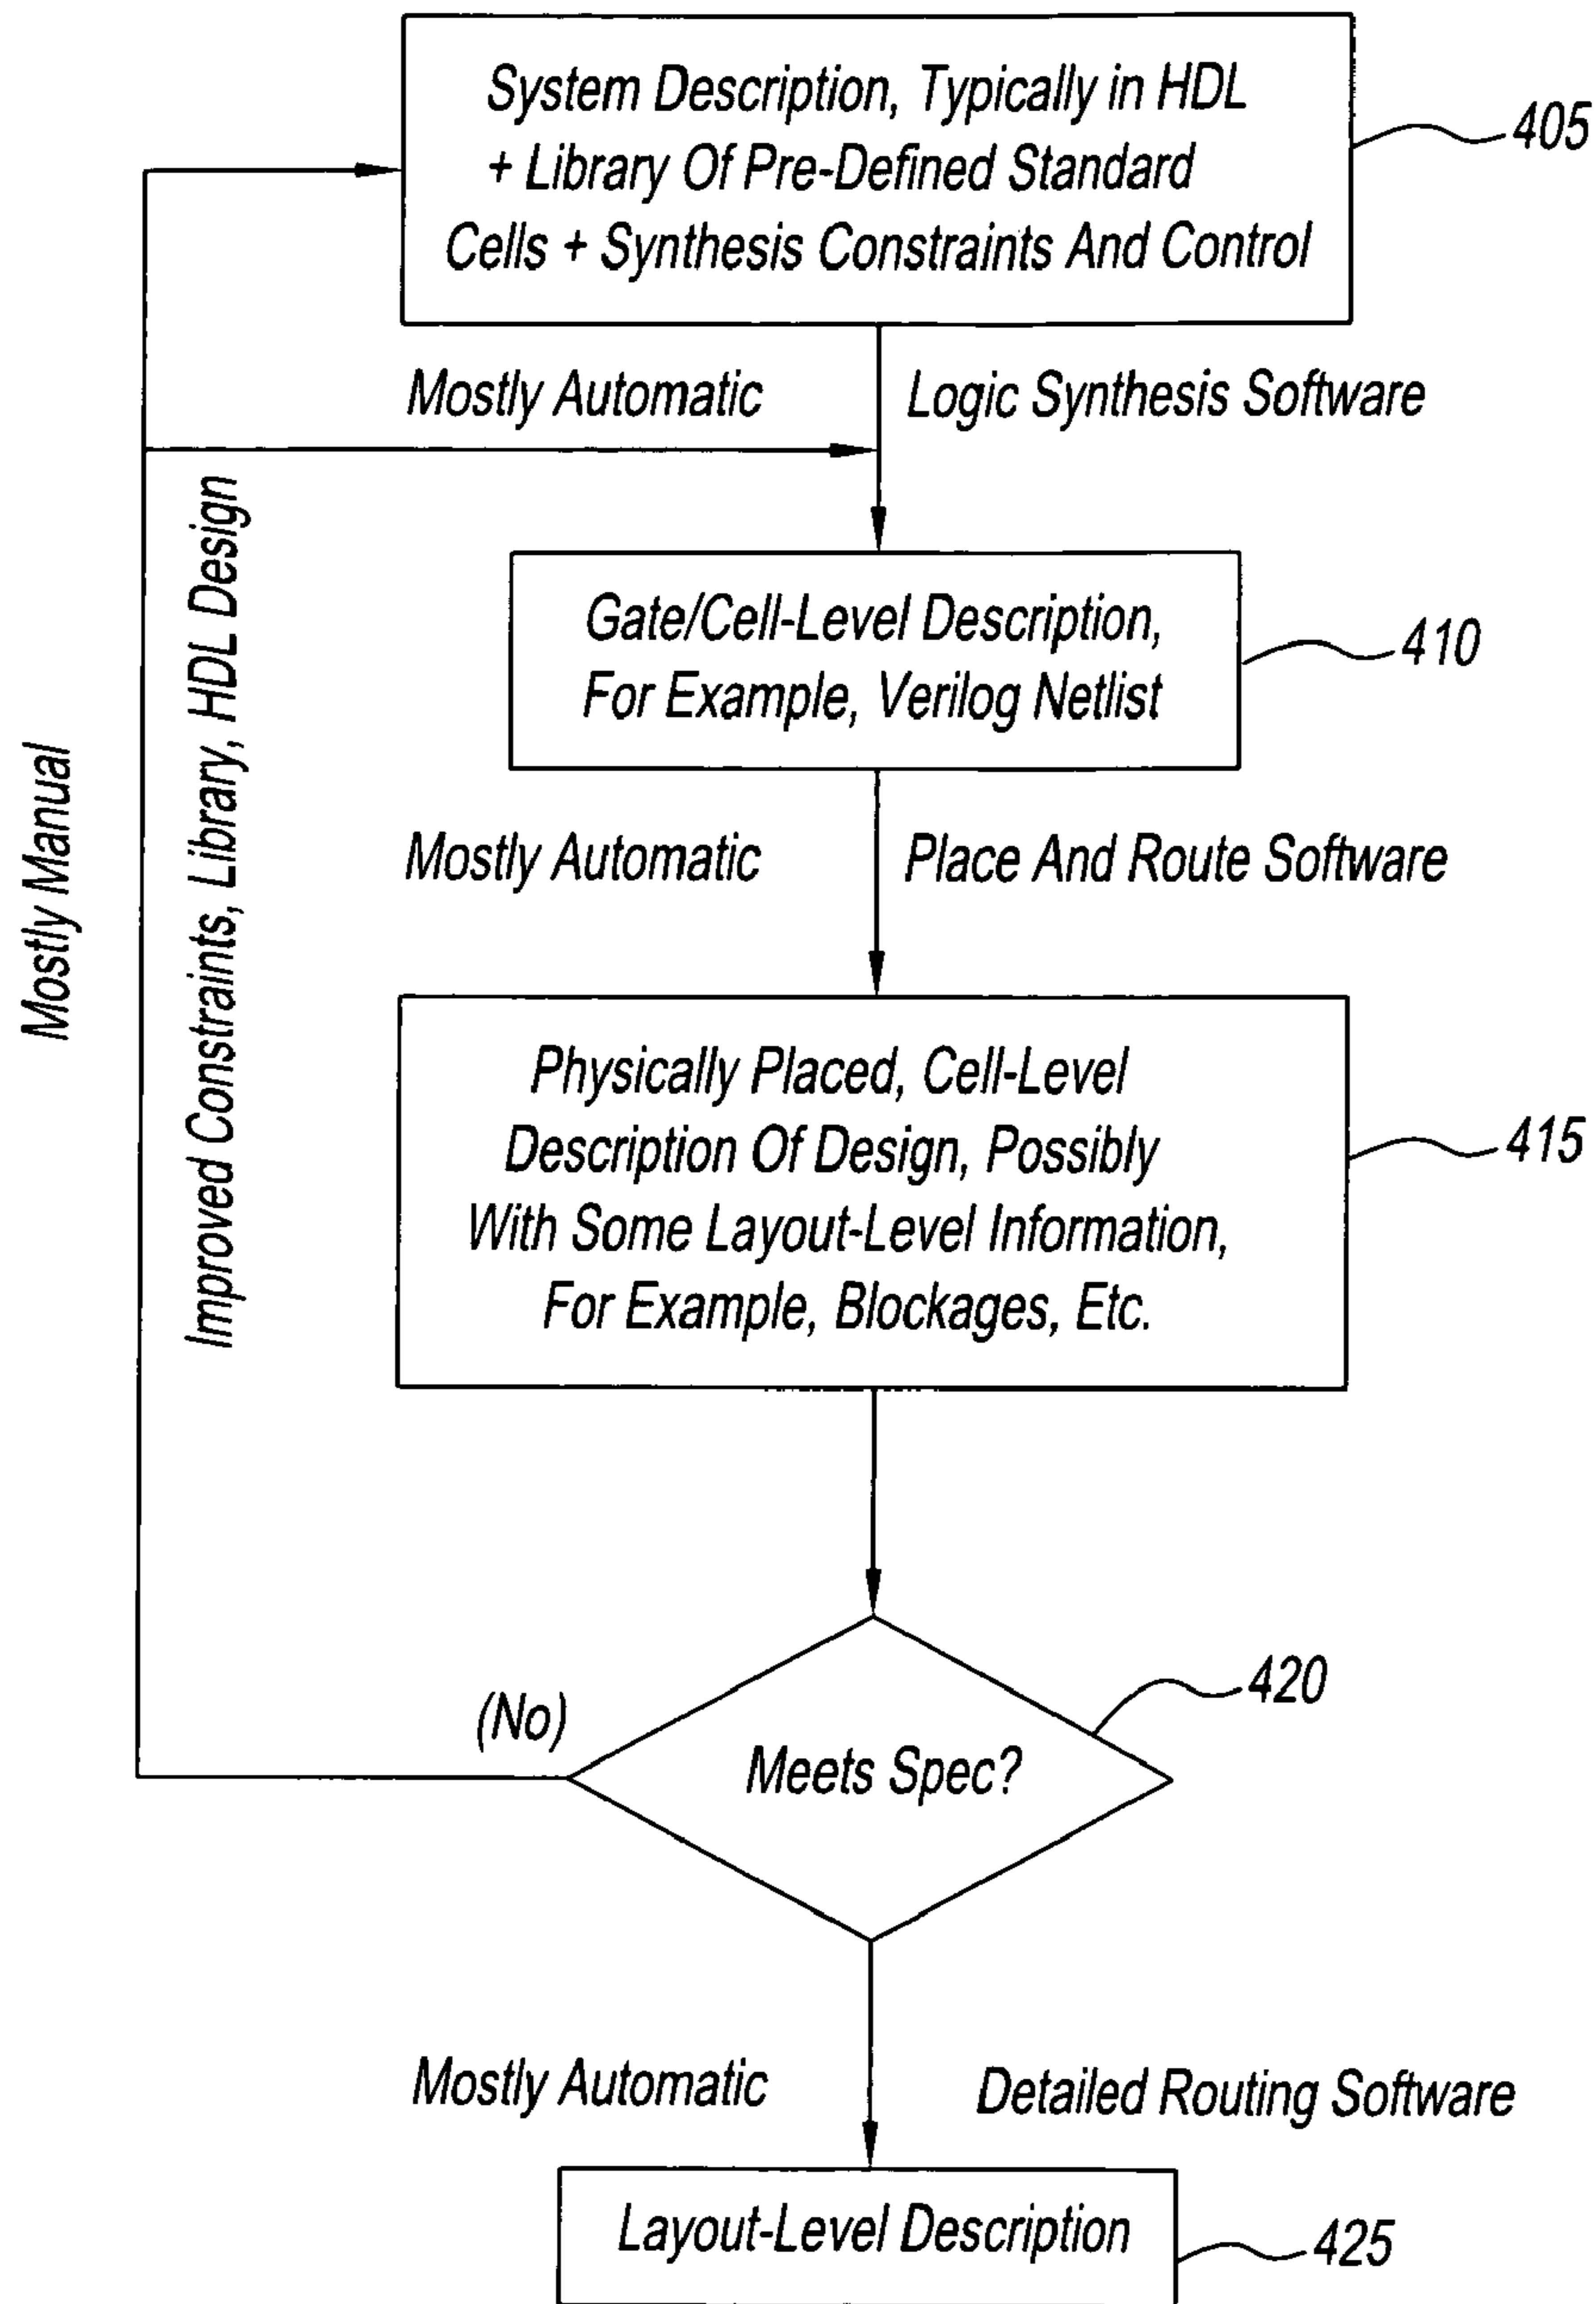 System Description, Typically in HDL
+ Library Of Pre-Defined Standard
Cells + Synthesis Constraints And Control
405
Mostly Automatic
Logic Synthesis Software
Gate/Cell-Level Description,
For Example, Verilog Netlist
410
Mostly Manual
Improved Constraints, Library, HDL Design
Mostly Automatic
Place And Route Software
Physically Placed, Cell-Level
Description Of Design, Possibly
With Some Layout-Level Information,
For Example, Blockages, Etc.
415
(No)
Meets Spec?
420
Mostly Automatic
Detailed Routing Software
Layout-Level Description
425